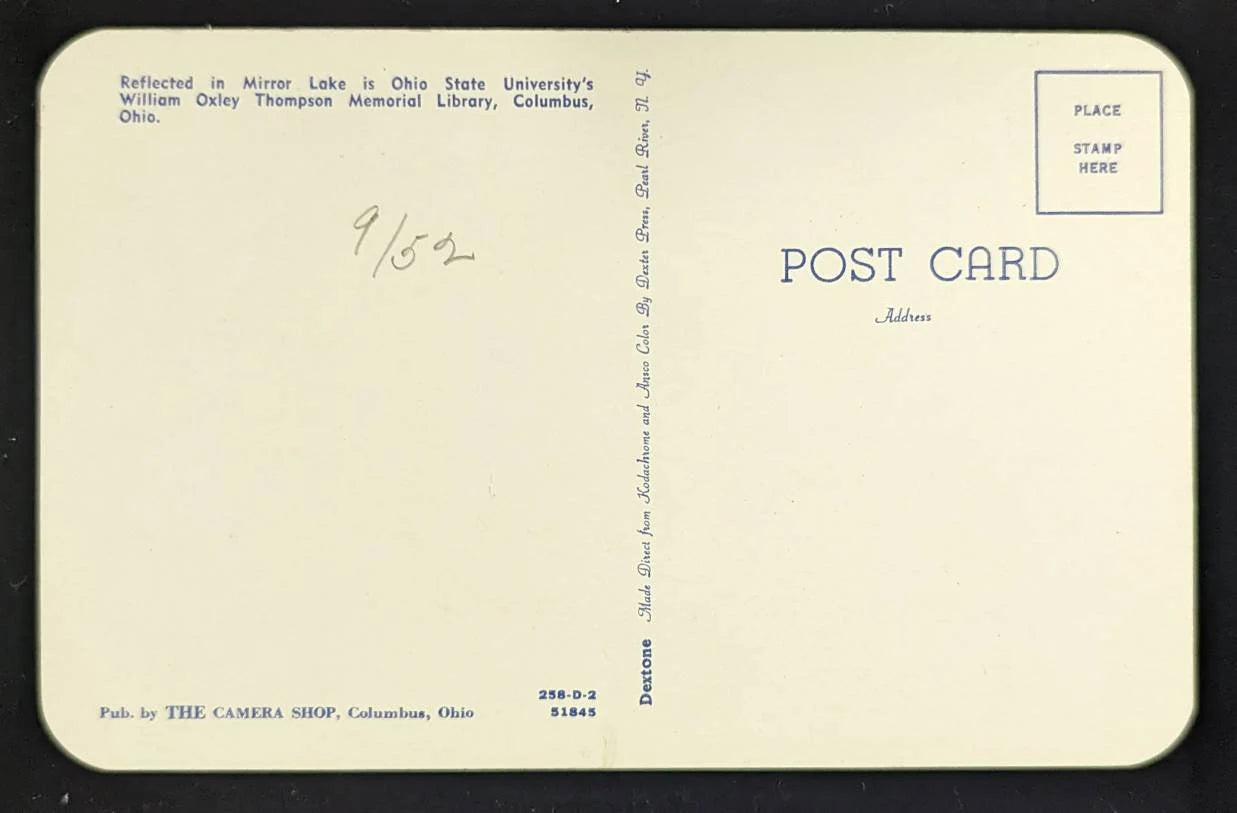 Reflected in Mirror Lake is Ohio State University's
William Oxley Thompson Memorial Library, Columbus,
Ohio.
9/52
258-D-2
Pub. by THE CAMERA SHOP, Columbus, Ohio
51845
Dextone Made Direct from Kodachrome and Ansco Color By Dexter Press, Pearl River, N. Y.
PLACE
STAMP
HERE
POST CARD
Address